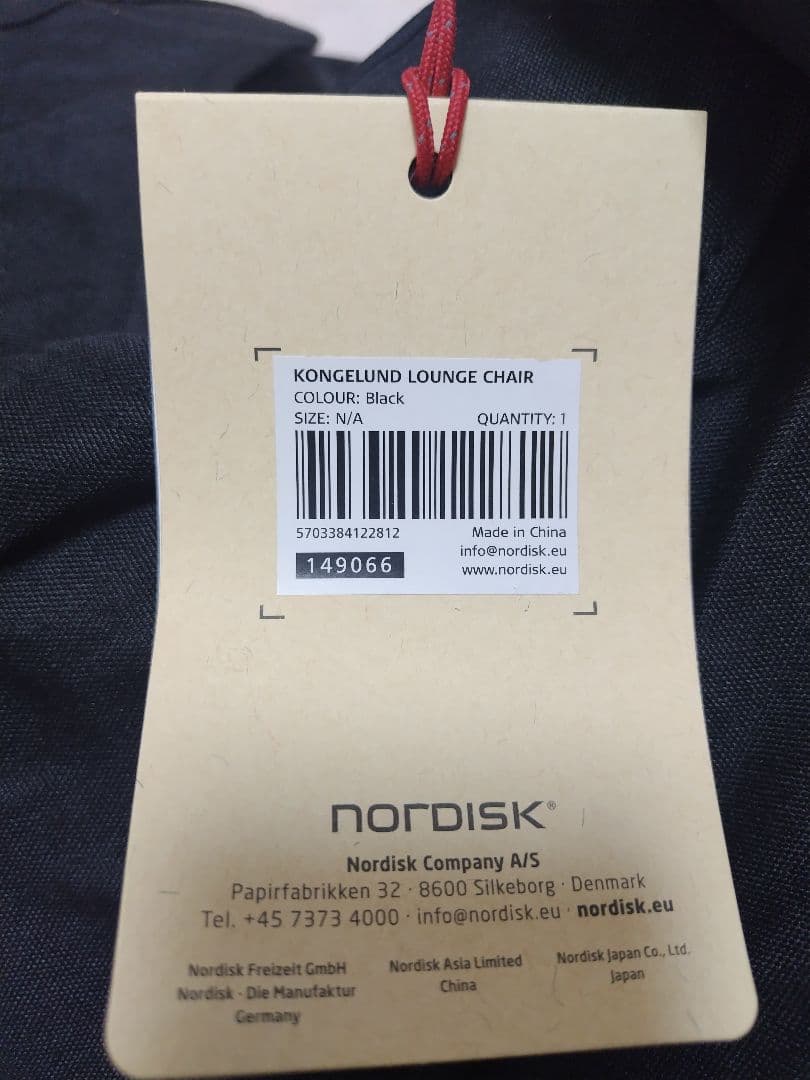 KONGELUND LOUNGE CHAIR
COLOUR: Black
SIZE: N/A QUANTITY: 1
5703384122812 Made in China
info@nordisk.eu
149066 www.nordisk.eu
NORDISK®
Nordisk Company A/S
Papirfabrikken 32 · 8600 Silkeborg · Denmark
Tel. +45 7373 4000 · info@nordisk.eu · nordisk.eu
Nordisk Freizeit GmbH Nordisk Asia Limited Nordisk Japan Co., Ltd.
Nordisk - Die Manufaktur China Japan
Germany